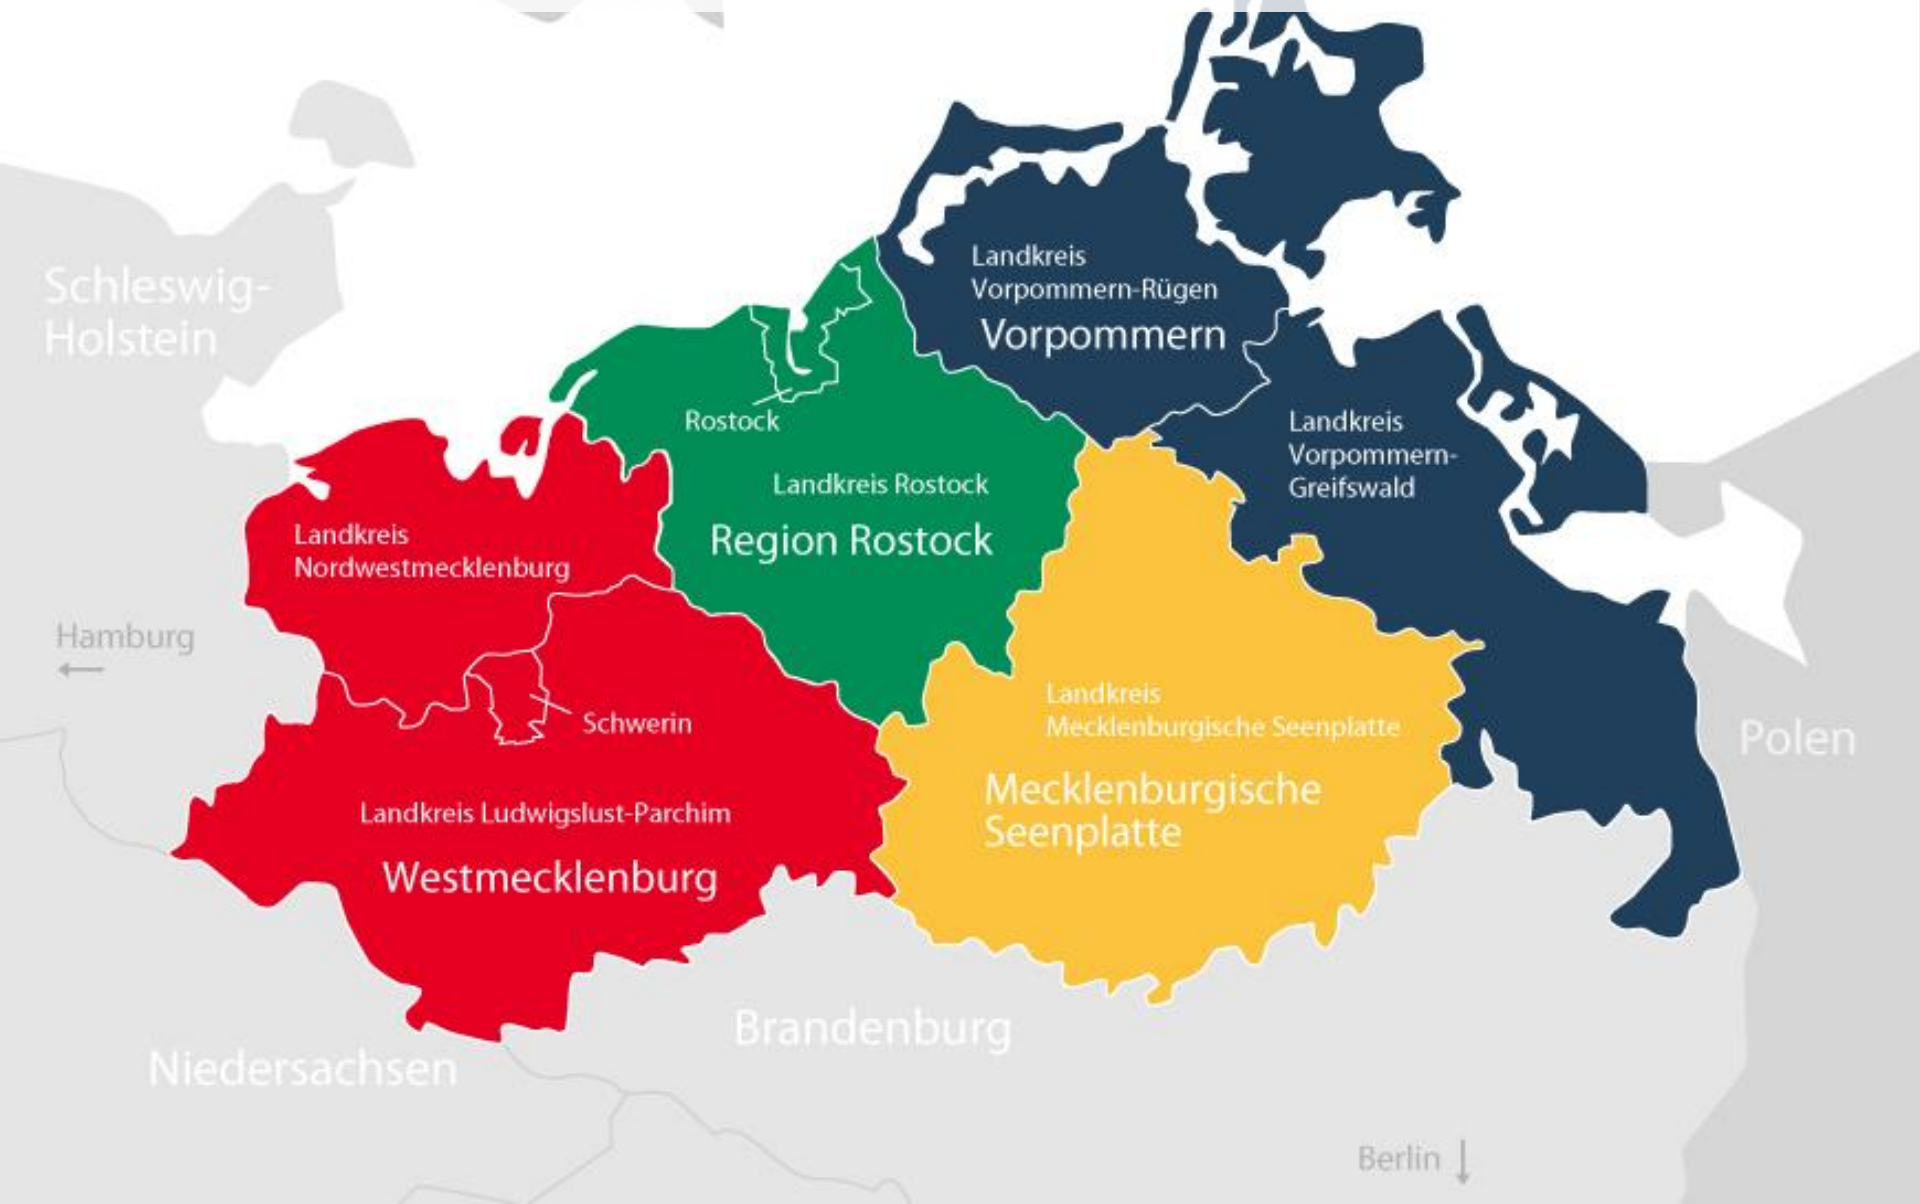 Schleswig-
Holstein
Landkreis
Vorpommern-Rügen
Vorpommern
Rostock
Landkreis
Vorpommern-
Greifswald
Landkreis Rostock
Region Rostock
Landkreis
Nordwestmecklenburg
Hamburg
Schwerin
Landkreis
Mecklenburgische Seenplatte
Mecklenburgische
Seenplatte
Polen
Landkreis Ludwigslust-Parchim
Westmecklenburg
Brandenburg
Niedersachsen
Berlin